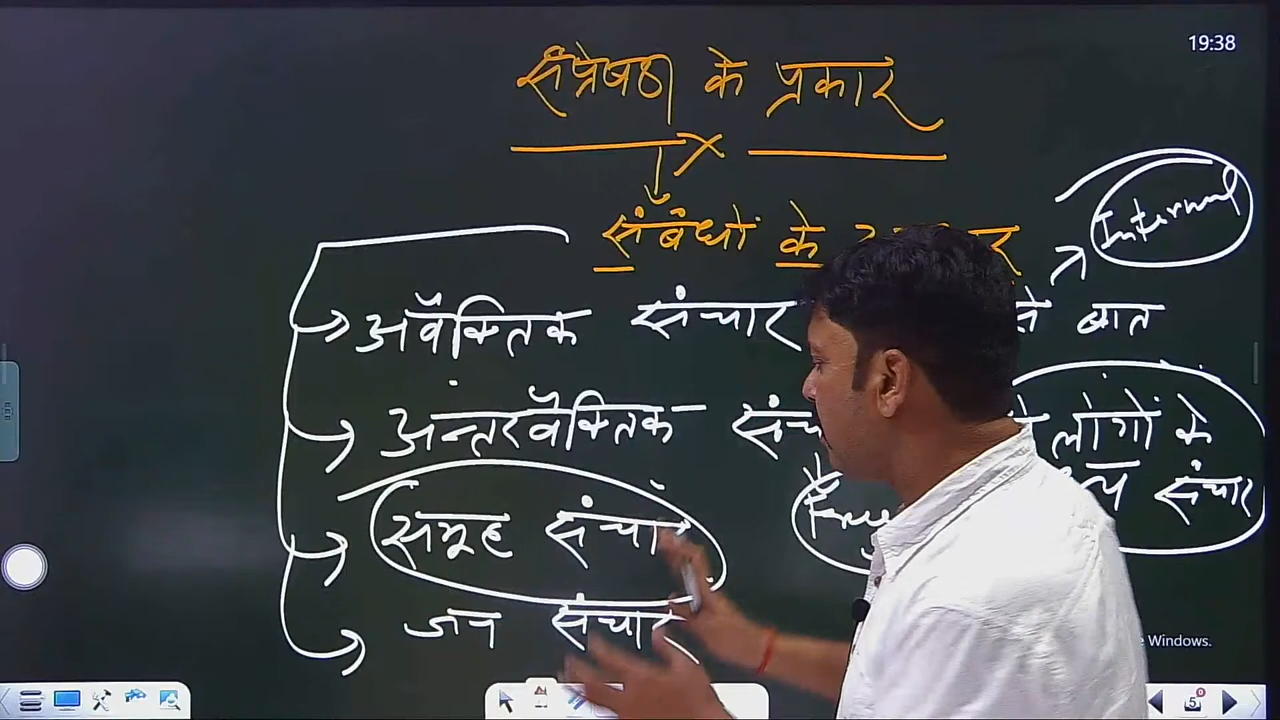 19:38
संप्रेषण के प्रकार
संबंधों के
Internal
अवैक्तिक संचार से बात
अन्तरवैक्तिक लोगों के
संचार
समूह संचार
जन संचार
Windows.